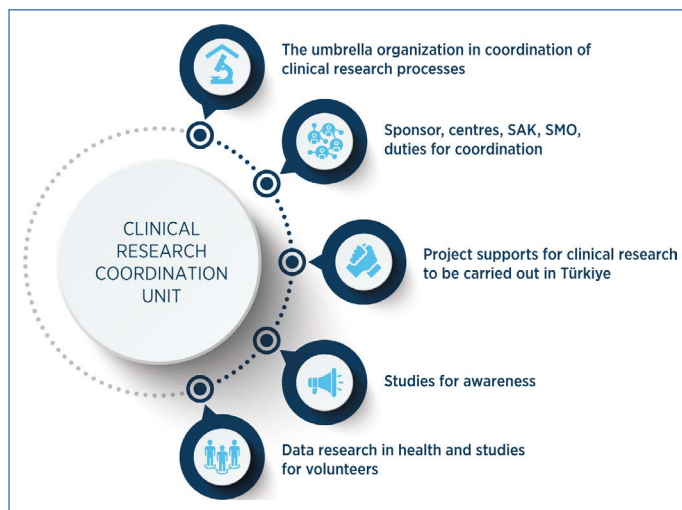 The umbrella organization in coordination of
clinical research processes
Sponsor, centres, SAK, SMO,
duties for coordination
CLINICAL
RESEARCH
COORDINATION
UNIT
Project supports for clinical research
to be carried out in Türkiye
Studies for awareness
Data research in health and studies
for volunteers